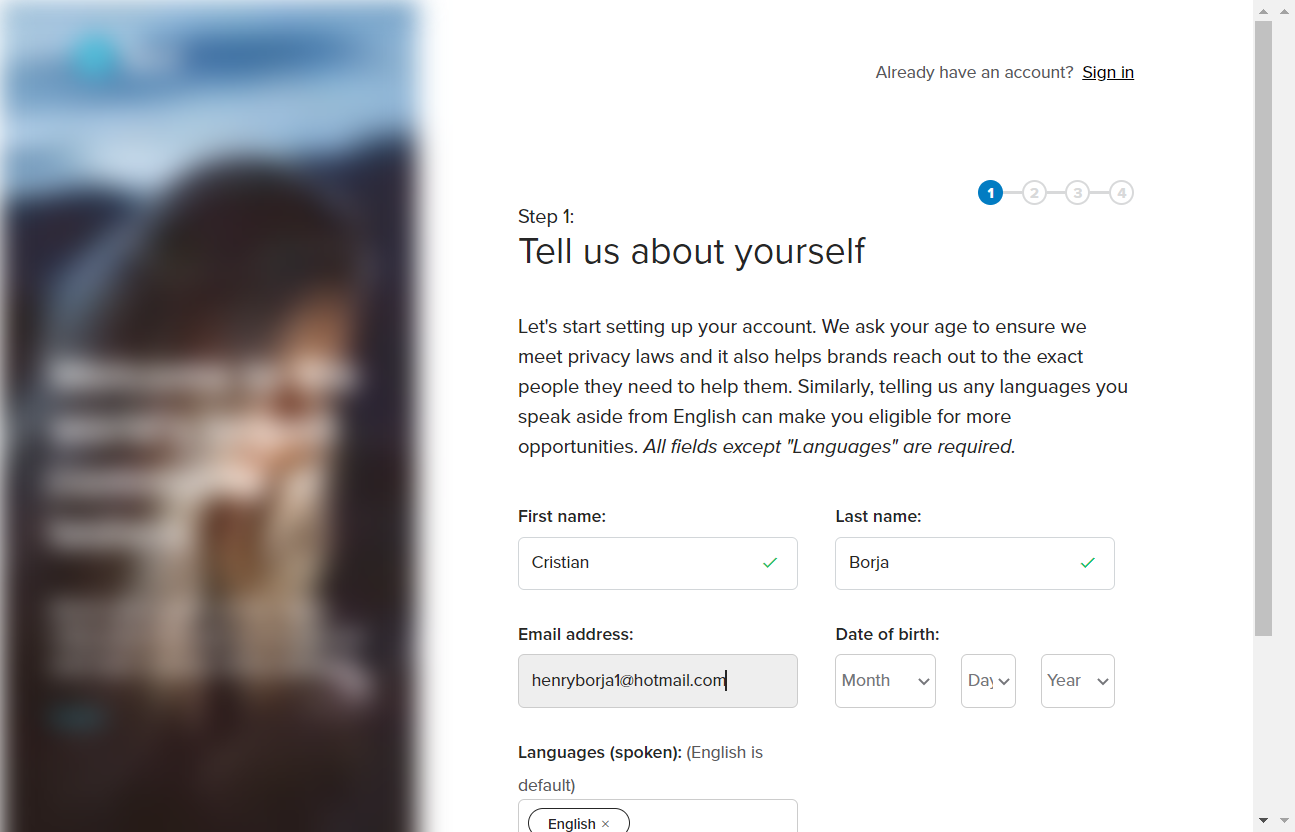 Already have an account? Sign in
1 2 3 4
Step 1:
Tell us about yourself
Let's start setting up your account. We ask your age to ensure we
meet privacy laws and it also helps brands reach out to the exact
people they need to help them. Similarly, telling us any languages you
speak aside from English can make you eligible for more
opportunities. All fields except "Languages" are required.
First name: Last name:
Cristian Borja
Email address: Date of birth:
henryborja1@hotmail.com Month Day Year
Languages (spoken): (English is
default)
English ×